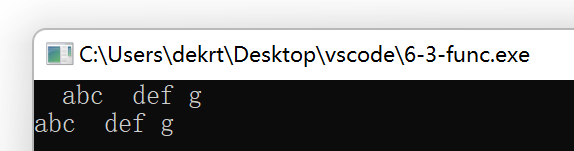 C:\Users\dekrt\Desktop\vscode\6-3-func.exe
  abc  def g
abc  def g